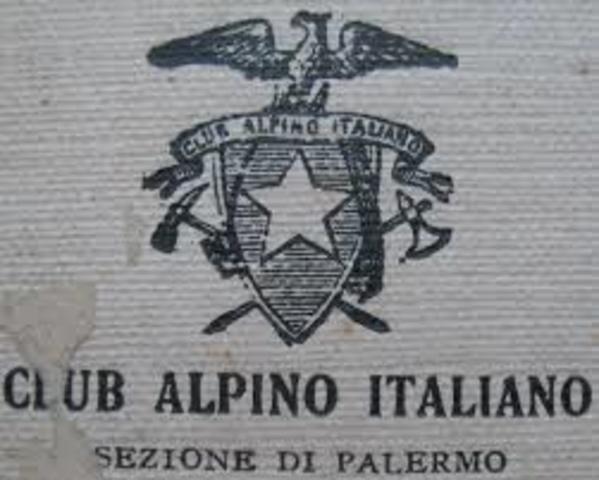 CLUB ALPINO ITALIANO
CLUB ALPINO ITALIANO
SEZIONE DI PALERMO